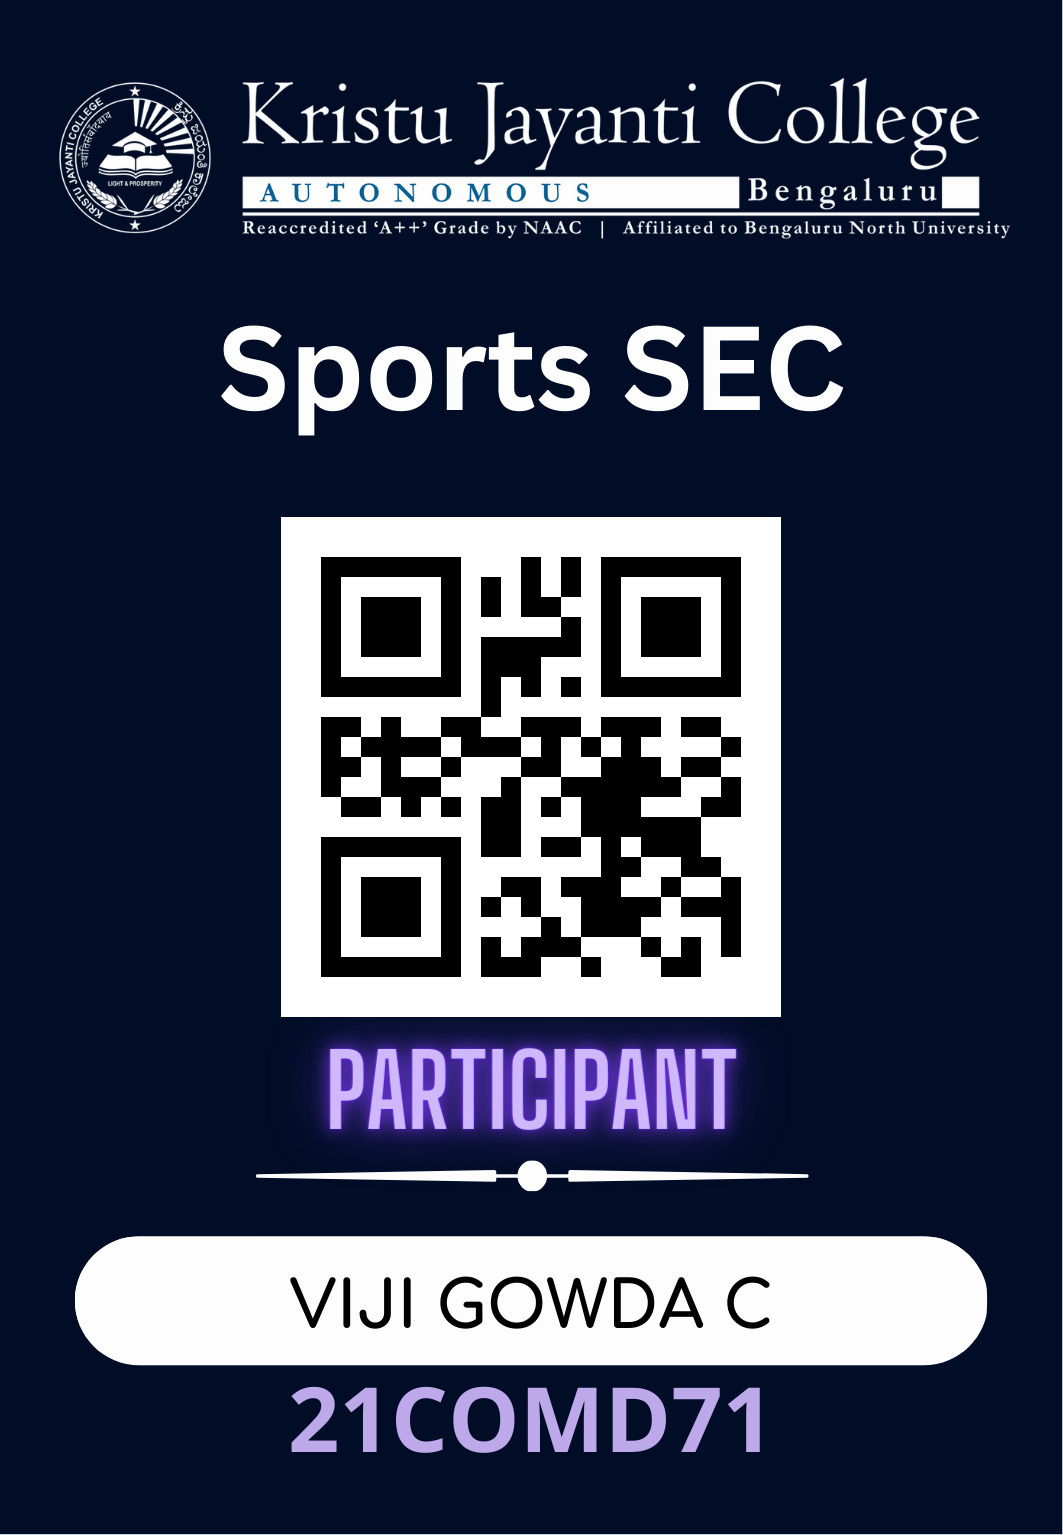 Kristu Jayanti College
AUTONOMOUS Bengaluru
Reaccredited ‘A++’ Grade by NAAC | Affiliated to Bengaluru North University
KRISTU JAYANTI COLLEGE
LIGHT & PROSPERITY
Sports SEC
PARTICIPANT
VIJI GOWDA C
21COMD71